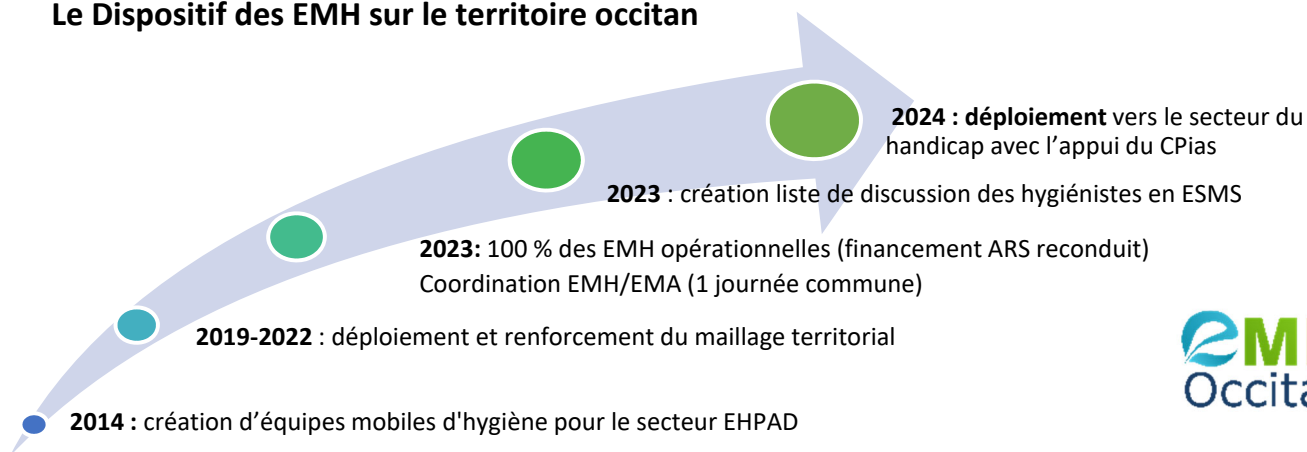 Le Dispositif des EMH sur le territoire occitan
2024 : déploiement vers le secteur du
handicap avec l’appui du CPias
2023 : création liste de discussion des hygiénistes en ESMS
2023: 100 % des EMH opérationnelles (financement ARS reconduit)
Coordination EMH/EMA (1 journée commune)
2019-2022 : déploiement et renforcement du maillage territorial
2014 : création d’équipes mobiles d'hygiène pour le secteur EHPAD